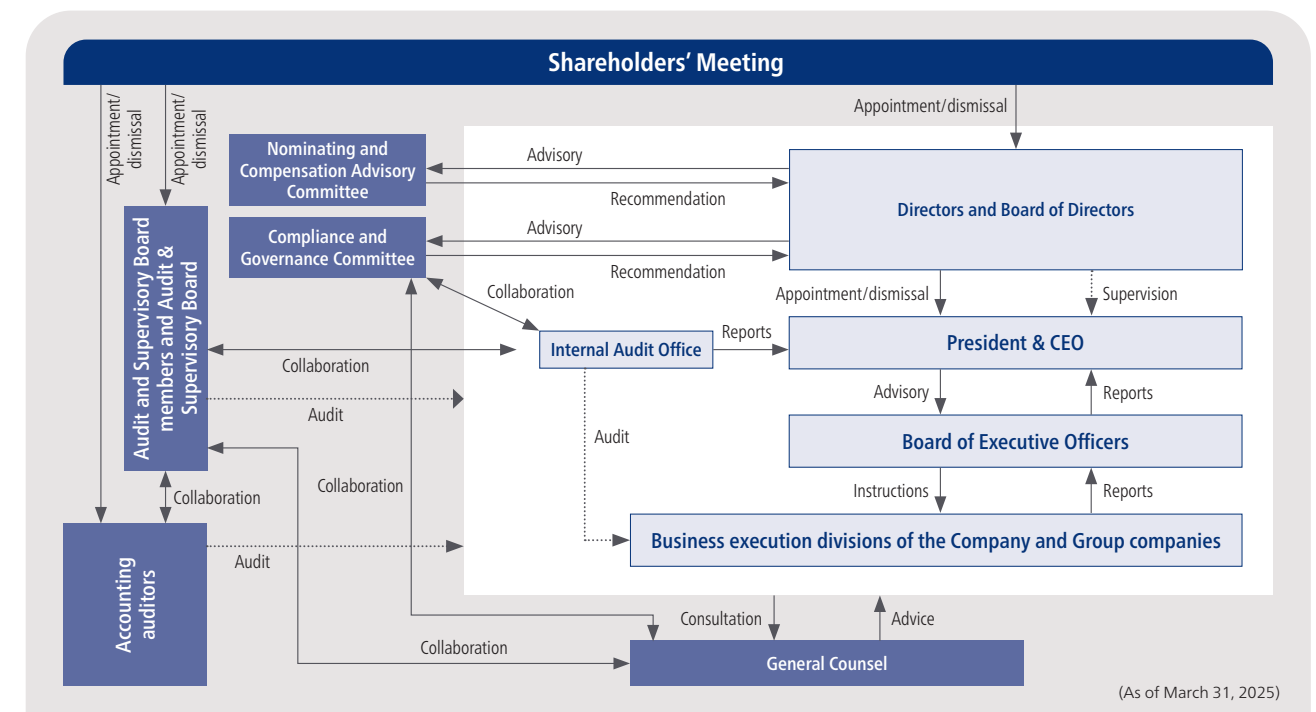 Shareholders’ Meeting
Appointment/
dismissal
Appointment/
dismissal
Appointment/dismissal
Nominating and
Compensation Advisory
Committee
Advisory
Recommendation
Directors and Board of Directors
Compliance and
Governance Committee
Advisory
Recommendation
Audit and Supervisory Board
members and Audit &
Supervisory Board
Collaboration
Appointment/dismissal
Supervision
Internal Audit Office
Reports
President & CEO
Collaboration
Audit
Advisory
Reports
Audit
Board of Executive Officers
Collaboration
Collaboration
Instructions
Reports
Business execution divisions of the Company and Group companies
Audit
Accounting
auditors
Consultation
Advice
Collaboration
General Counsel
(As of March 31, 2025)